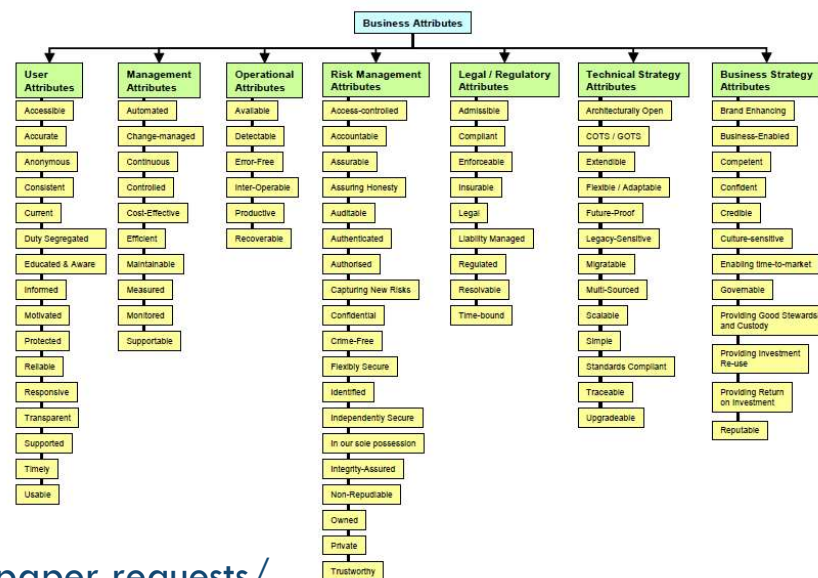 Business Attributes
User
Attributes
Accessible
Accurate
Anonymous
Consistent
Current
Duty Segregated
Educated & Aware
Informed
Motivated
Protected
Reliable
Responsive
Transparent
Supported
Timely
Usable
Management
Attributes
Automated
Change-managed
Continuous
Controlled
Cost-Effective
Efficient
Maintainable
Measured
Monitored
Supportable
Operational
Attributes
Available
Detectable
Error-Free
Inter-Operable
Productive
Recoverable
Risk Management
Attributes
Access-controlled
Accountable
Assurable
Assuring Honesty
Auditable
Authenticated
Authorised
Capturing New Risks
Confidential
Crime-Free
Flexibly Secure
Identified
Independently Secure
In our sole possession
Integrity-Assured
Non-Repudiable
Owned
Private
Trustworthy
Legal / Regulatory
Attributes
Admissible
Compliant
Enforceable
Insurable
Legal
Liability Managed
Regulated
Resolvable
Time-bound
Technical Strategy
Attributes
Architecturally Open
COTS / GOTS
Extendible
Flexible / Adaptable
Future-Proof
Legacy-Sensitive
Migratable
Multi-Sourced
Scalable
Simple
Standards Compliant
Traceable
Upgradeable
Business Strategy
Attributes
Brand Enhancing
Business-Enabled
Competent
Confident
Credible
Culture-sensitive
Enabling time-to-market
Governable
Providing Good Stewards
and Custody
Providing Investment
Re-use
Providing Return
on Investment
Reputable
paper requests/